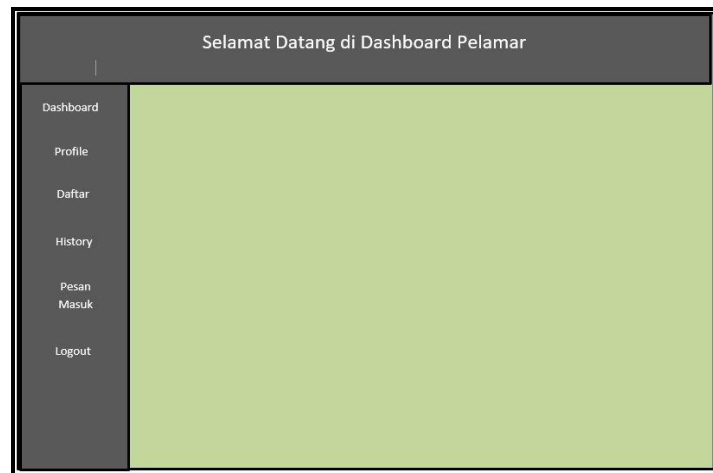 Selamat Datang di Dashboard Pelamar
Dashboard
Profile
Daftar
History
Pesan
Masuk
Logout